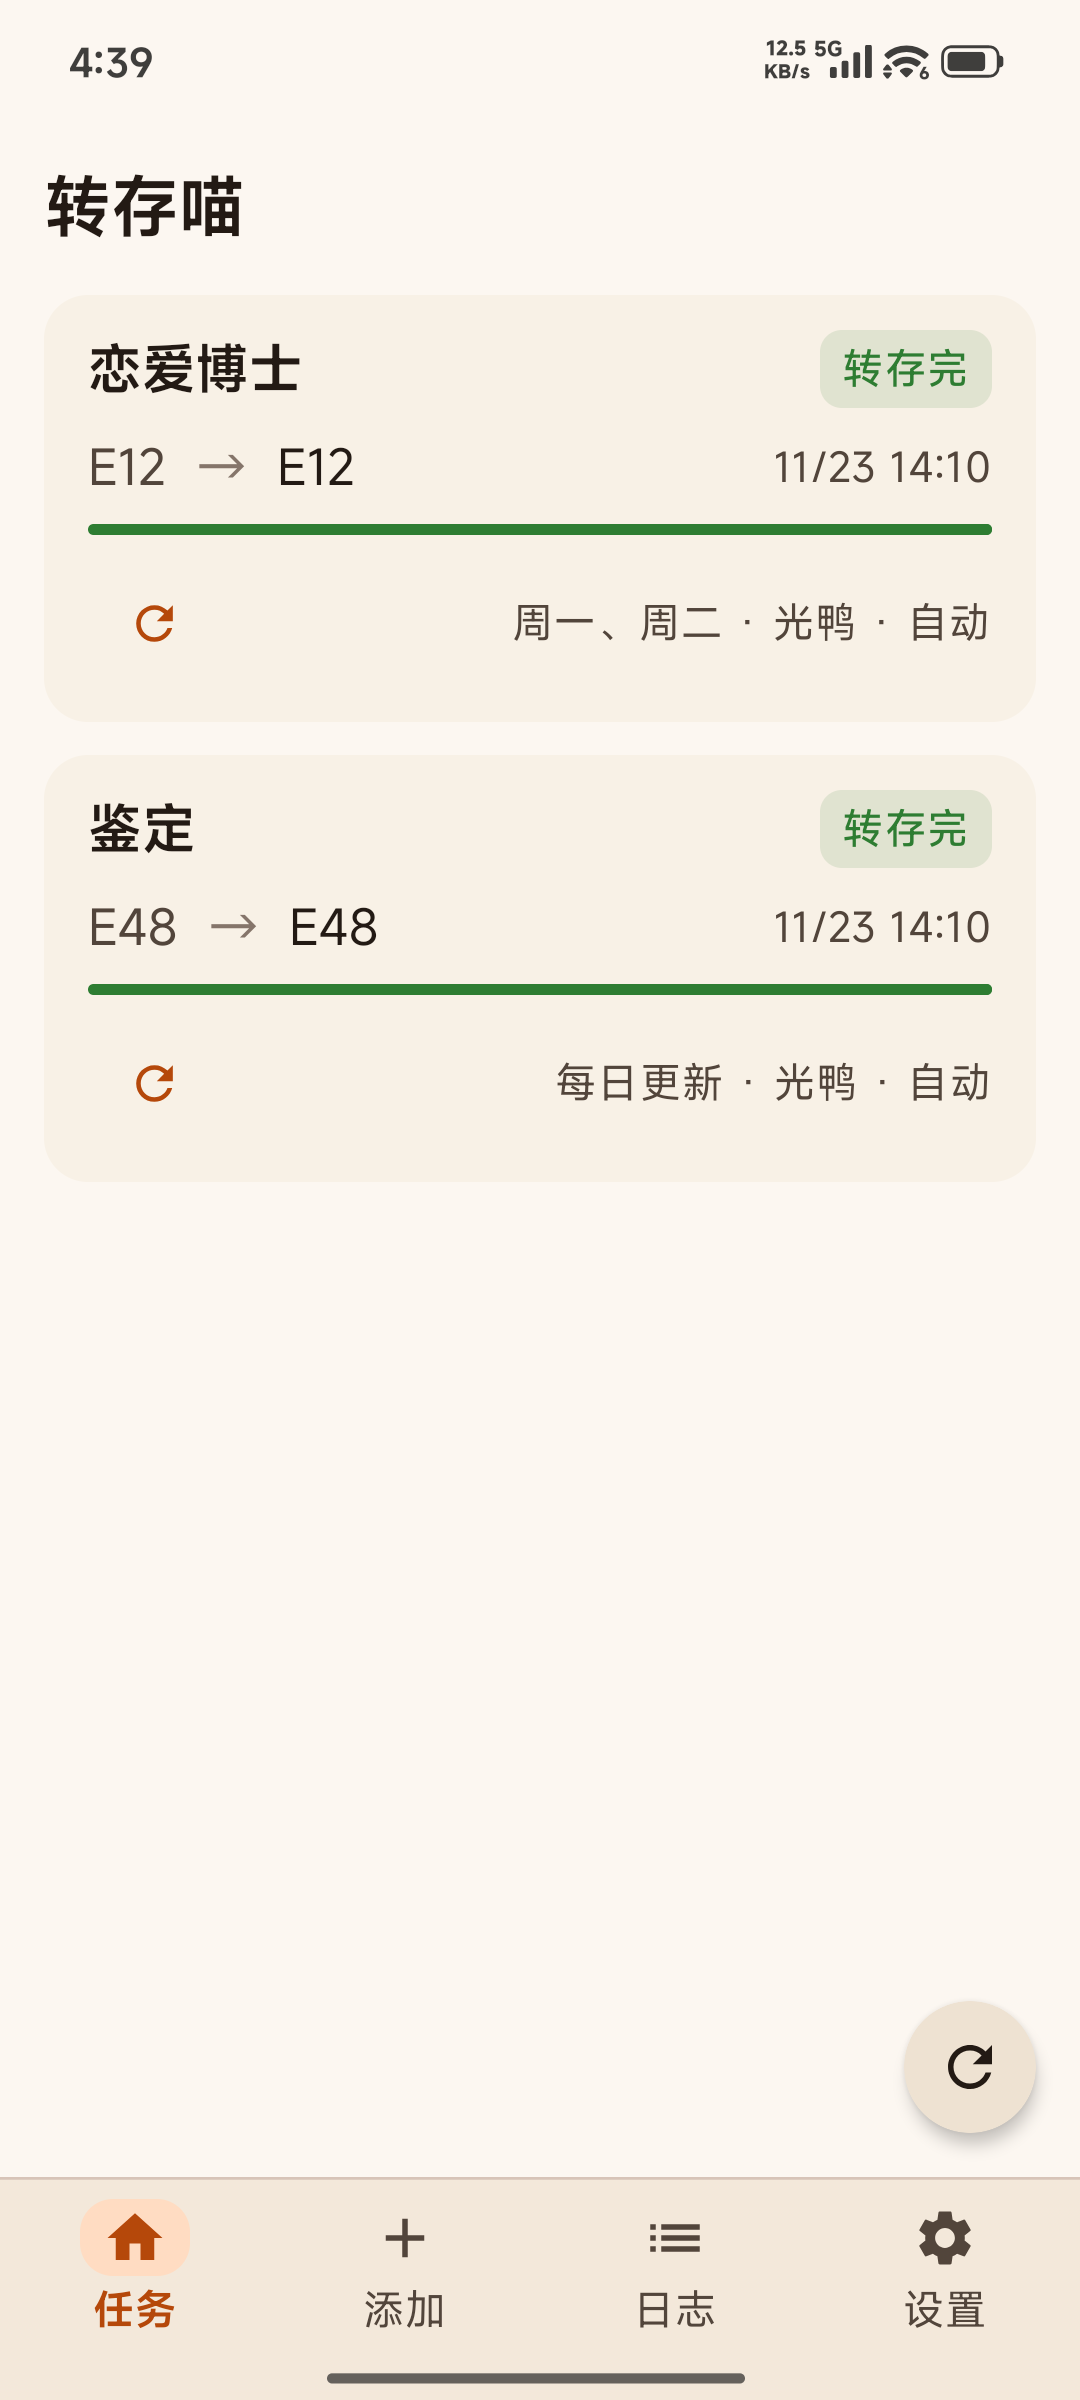 4:39
12.5 KB/s 5G 6
转存喵
恋爱博士
转存完
E12 → E12
11/23 14:10
周一、周二 · 光鸭 · 自动
鉴定
转存完
E48 → E48
11/23 14:10
每日更新 · 光鸭 · 自动
任务
添加
日志
设置